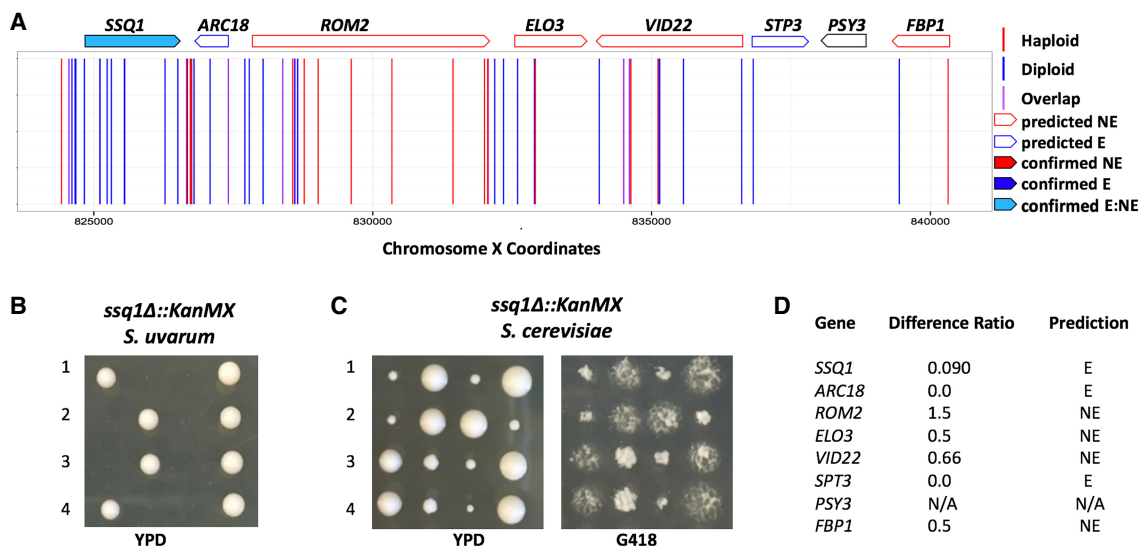 A
SSQ1 ARC18 ROM2 ELO3 VID22 STP3 PSY3 FBP1
Haploid
Diploid
Overlap
predicted NE
predicted E
confirmed NE
confirmed E
confirmed E:NE
825000 830000 835000 840000
Chromosome X Coordinates
B
ssq1Δ::KanMX
S. uvarum
1
2
3
4
YPD
C
ssq1Δ::KanMX
S. cerevisiae
1
2
3
4
YPD G418
D
Gene Difference Ratio Prediction
SSQ1 0.090 E
ARC18 0.0 E
ROM2 1.5 NE
ELO3 0.5 NE
VID22 0.66 NE
SPT3 0.0 E
PSY3 N/A N/A
FBP1 0.5 NE